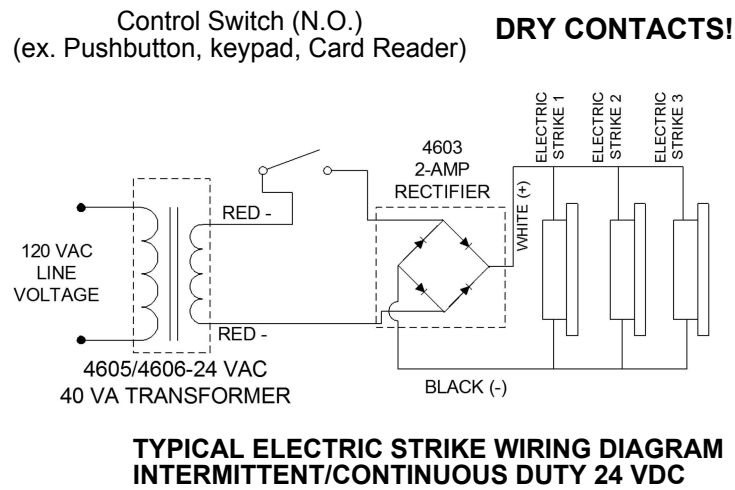 Control Switch (N.O.)
(ex. Pushbutton, keypad, Card Reader)
DRY CONTACTS!
ELECTRIC
STRIKE 1
ELECTRIC
STRIKE 2
ELECTRIC
STRIKE 3
4603
2-AMP
RECTIFIER
RED -
WHITE (+)
120 VAC
LINE
VOLTAGE
RED -
4605/4606-24 VAC
40 VA TRANSFORMER
BLACK (-)
TYPICAL ELECTRIC STRIKE WIRING DIAGRAM
INTERMITTENT/CONTINUOUS DUTY 24 VDC